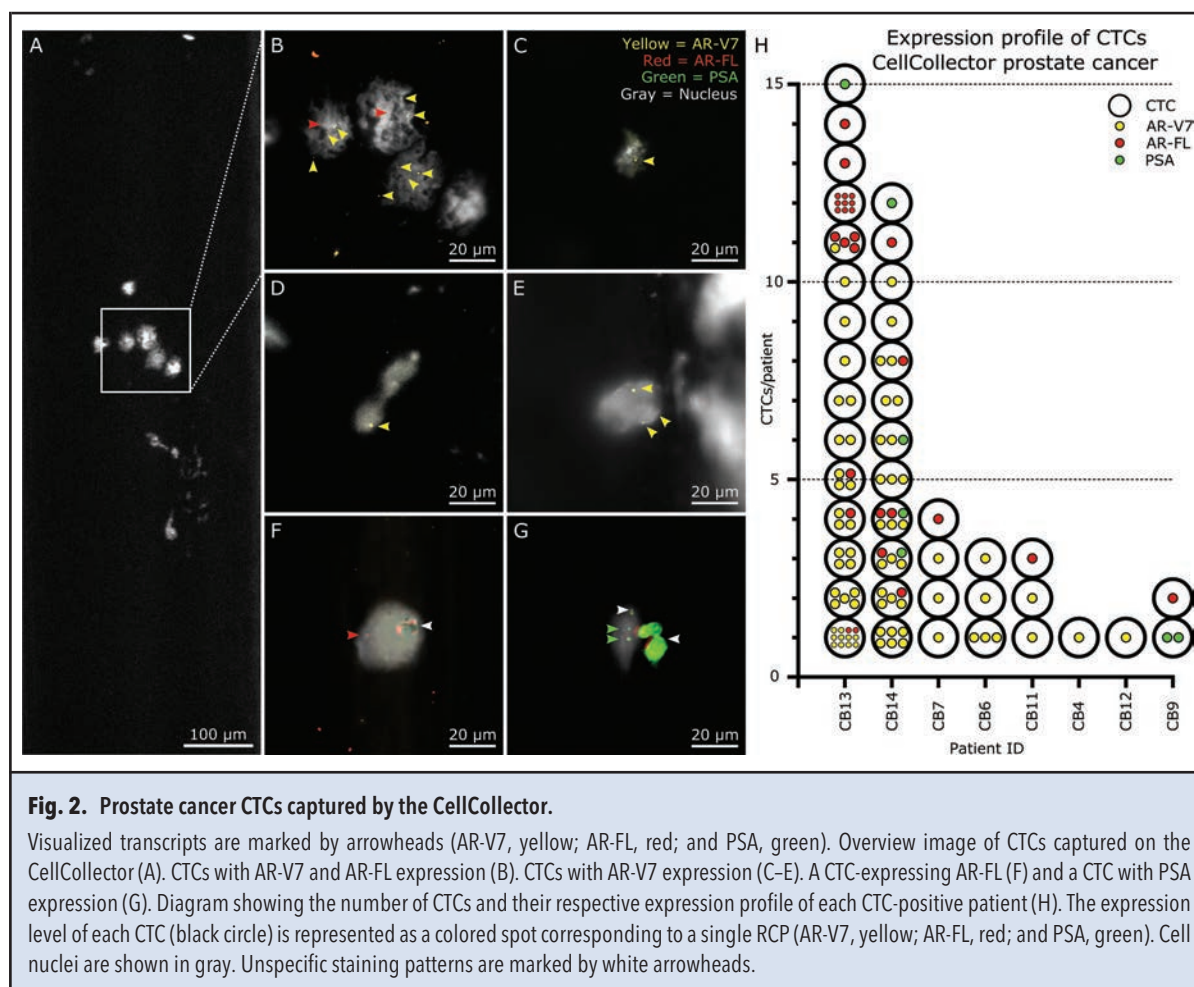 A
100 µm
B
20 µm
C
Yellow = AR-V7
Red = AR-FL
Green = PSA
Gray = Nucleus
20 µm
D
20 µm
E
20 µm
F
20 µm
G
20 µm
H
Expression profile of CTCs
CellCollector prostate cancer
CTC
AR-V7
AR-FL
PSA
CTCs/patient
15
10
5
0
CB13
CB14
CB7
CB6
CB11
CB4
CB12
CB9
Patient ID
Fig. 2. Prostate cancer CTCs captured by the CellCollector.
Visualized transcripts are marked by arrowheads (AR-V7, yellow; AR-FL, red; and PSA, green). Overview image of CTCs captured on the
CellCollector (A). CTCs with AR-V7 and AR-FL expression (B). CTCs with AR-V7 expression (C–E). A CTC-expressing AR-FL (F) and a CTC with PSA
expression (G). Diagram showing the number of CTCs and their respective expression profile of each CTC-positive patient (H). The expression
level of each CTC (black circle) is represented as a colored spot corresponding to a single RCP (AR-V7, yellow; AR-FL, red; and PSA, green). Cell
nuclei are shown in gray. Unspecific staining patterns are marked by white arrowheads.